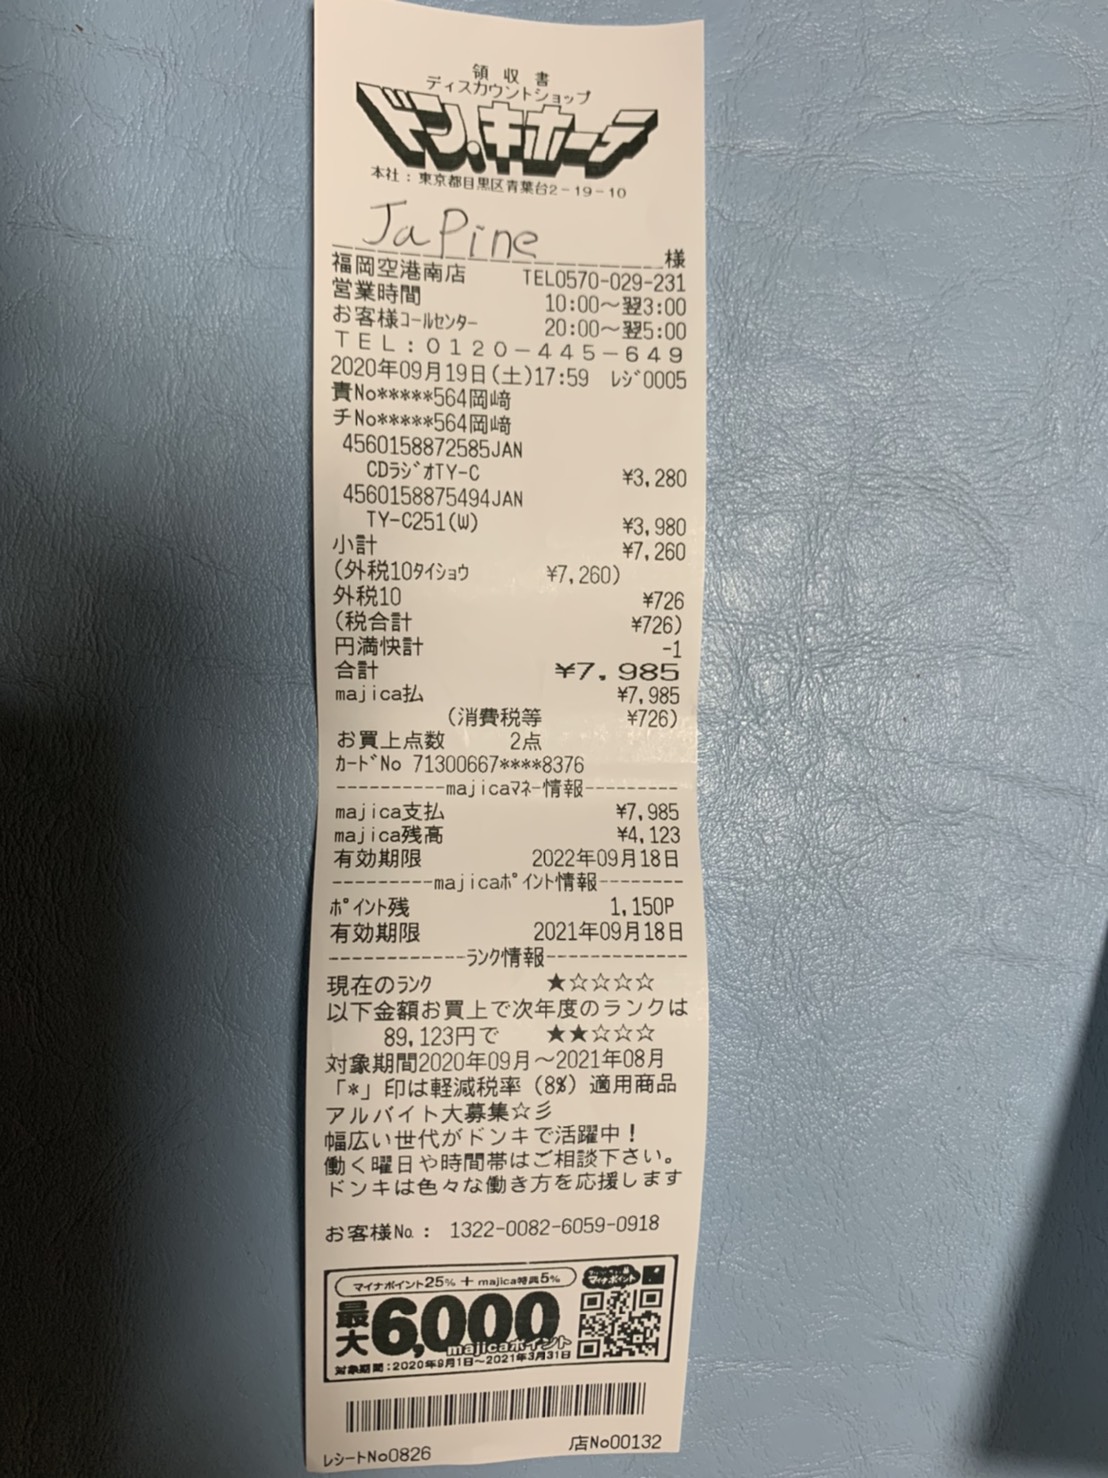 領収書
ディスカウントショップ
ドン.キホーテ
本社：東京都目黒区青葉台2-19-10
JaPine 様
福岡空港南店 TEL0570-029-231
営業時間 10:00～翌3:00
お客様ｺｰﾙｾﾝﾀｰ 20:00～翌5:00
ＴＥＬ：０１２０－４４５－６４９
2020年09月19日(土)17:59 ﾚｼﾞ0005
責No*****564岡﨑
チNo*****564岡﨑
4560158872585JAN
CDﾗｼﾞｵTY-C ¥3,280
4560158875494JAN
TY-C251(W) ¥3,980
小計 ¥7,260
(外税10ﾀｲｼｮｳ ¥7,260)
外税10 ¥726
(税合計 ¥726)
円満快計 -1
合計 ¥7,985
majica払 ¥7,985
(消費税等 ¥726)
お買上点数 2点
ｶｰﾄﾞNo 71300667****8376
----------majicaﾏﾈｰ情報---------
majica支払 ¥7,985
majica残高 ¥4,123
有効期限 2022年09月18日
---------majicaﾎﾟｲﾝﾄ情報--------
ﾎﾟｲﾝﾄ残 1,150P
有効期限 2021年09月18日
------------ﾗﾝｸ情報-------------
現在のﾗﾝｸ ★☆☆☆☆
以下金額お買上で次年度のランクは
89,123円で ★★☆☆☆
対象期間2020年09月～2021年08月
「*」印は軽減税率（8%）適用商品
アルバイト大募集☆彡
幅広い世代がドンキで活躍中！
働く曜日や時間帯はご相談下さい。
ドンキは色々な働き方を応援します
お客様No.： 1322-0082-6059-0918
マイナポイント25% + majica特典5%
マイナポイント
最大6,000majicaポイント
対象期間：2020年9月1日～2021年3月31日
ﾚｼｰﾄNo0826 店No00132